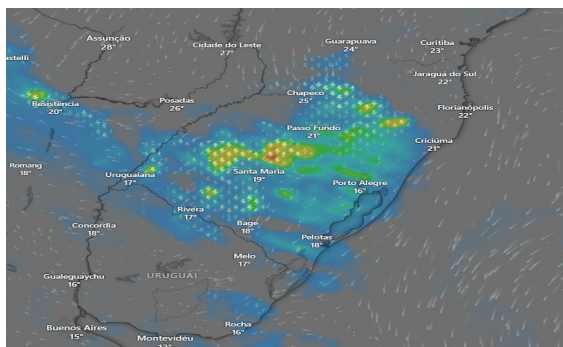 Assunção
28°
Cidade do Leste
27°
Guarapuava
24°
Curitiba
23°
astelli
Jaraguá do Sul
22°
Resistência
20°
Posadas
26°
Chapecó
25°
Florianópolis
22°
Passo Fundo
21°
Criciúma
21°
Romang
18°
Uruguaiana
17°
Santa Maria
19°
Porto Alegre
16°
Rivera
17°
Bagé
18°
Concordia
18°
Pelotas
18°
Melo
17°
Gualeguaychu
16°
URUGUAI
Buenos Aires
15°
Rocha
16°
Montevidéu